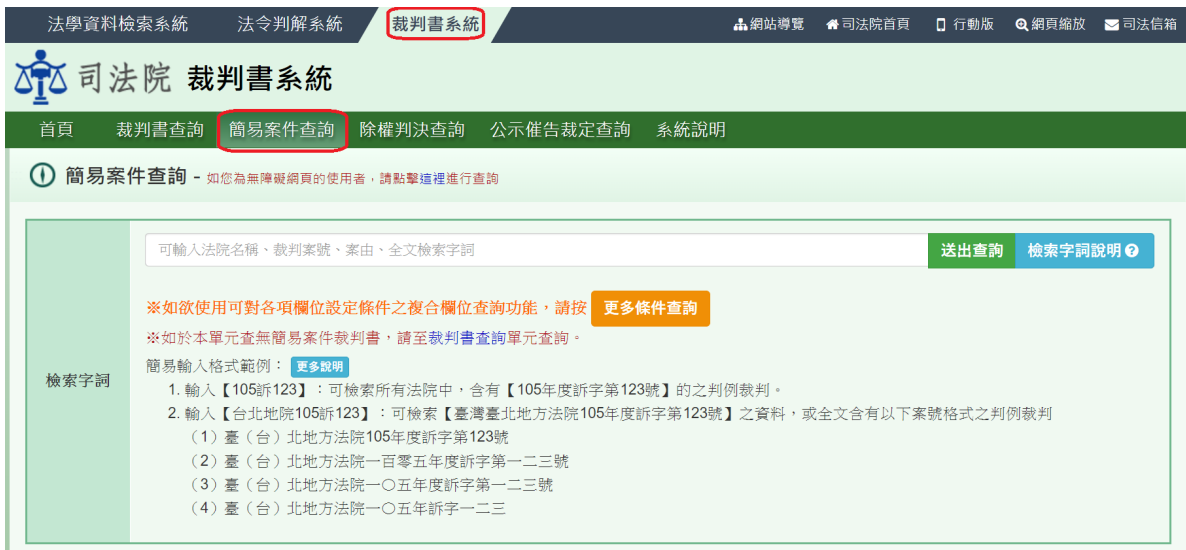 法學資料檢索系統 法令判解系統 裁判書系統 網站導覽 司法院首頁 行動版 網頁縮放 司法信箱
司法院 裁判書系統
首頁 裁判書查詢 簡易案件查詢 除權判決查詢 公示催告裁定查詢 系統說明
簡易案件查詢 - 如您為無障礙網頁的使用者，請點擊這裡進行查詢
可輸入法院名稱、裁判案號、案由、全文檢索字詞 送出查詢 檢索字詞說明
※如欲使用可對各項欄位設定條件之複合欄位查詢功能，請按 更多條件查詢
※如於本單元查無簡易案件裁判書，請至裁判書查詢單元查詢。
簡易輸入格式範例： 更多說明
檢索字詞
1. 輸入【105訴123】：可檢索所有法院中，含有【105年度訴字第123號】的之判例裁判。
2. 輸入【台北地院105訴123】：可檢索【臺灣臺北地方法院105年度訴字第123號】之資料，或全文含有以下案號格式之判例裁判
（1）臺（台）北地方法院105年度訴字第123號
（2）臺（台）北地方法院一百零五年度訴字第一二三號
（3）臺（台）北地方法院一○五年度訴字第一二三號
（4）臺（台）北地方法院一○五年訴字一二三